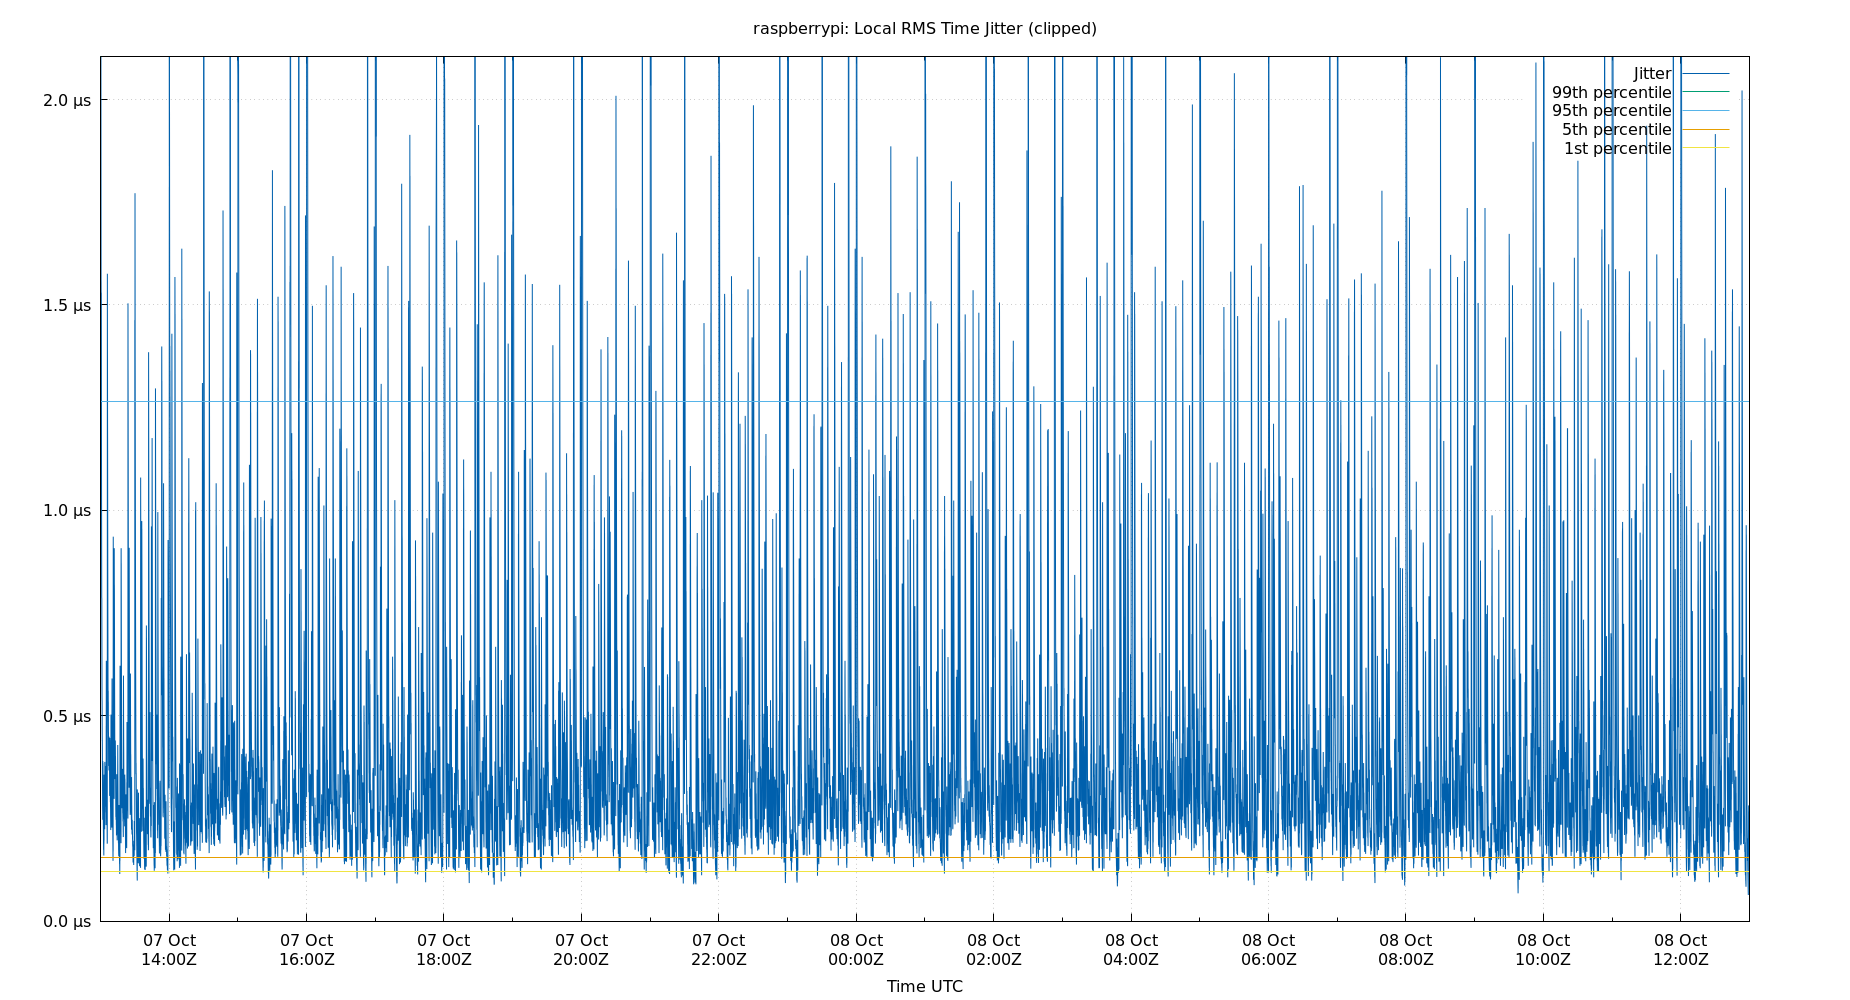 raspberrypi: Local RMS Time Jitter (clipped)
Jitter
99th percentile
95th percentile
5th percentile
1st percentile
2.0 µs
1.5 µs
1.0 µs
0.5 µs
0.0 µs
07 Oct 07 Oct 07 Oct 07 Oct 07 Oct 08 Oct 08 Oct 08 Oct 08 Oct 08 Oct 08 Oct 08 Oct
14:00Z 16:00Z 18:00Z 20:00Z 22:00Z 00:00Z 02:00Z 04:00Z 06:00Z 08:00Z 10:00Z 12:00Z
Time UTC